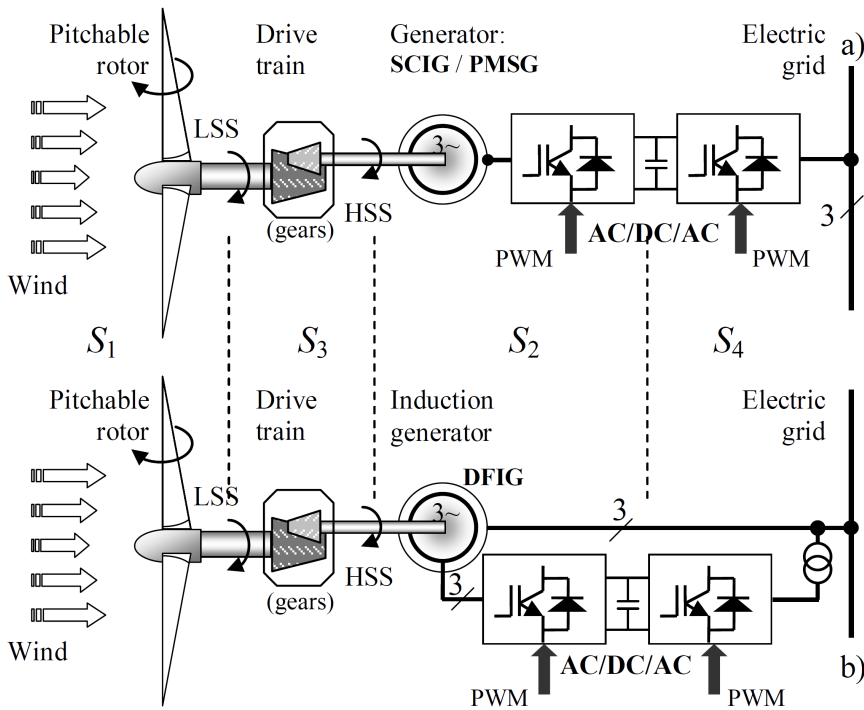 Pitchable
rotor
Drive
train
Generator:
SCIG / PMSG
Electric
grid
a)
LSS
3~
HSS
(gears)
AC/DC/AC
PWM
PWM
3
Wind
S1
S3
S2
S4
Pitchable
rotor
Drive
train
Induction
generator
Electric
grid
DFIG
LSS
3~
3
HSS
3
(gears)
AC/DC/AC
Wind
PWM
PWM
b)